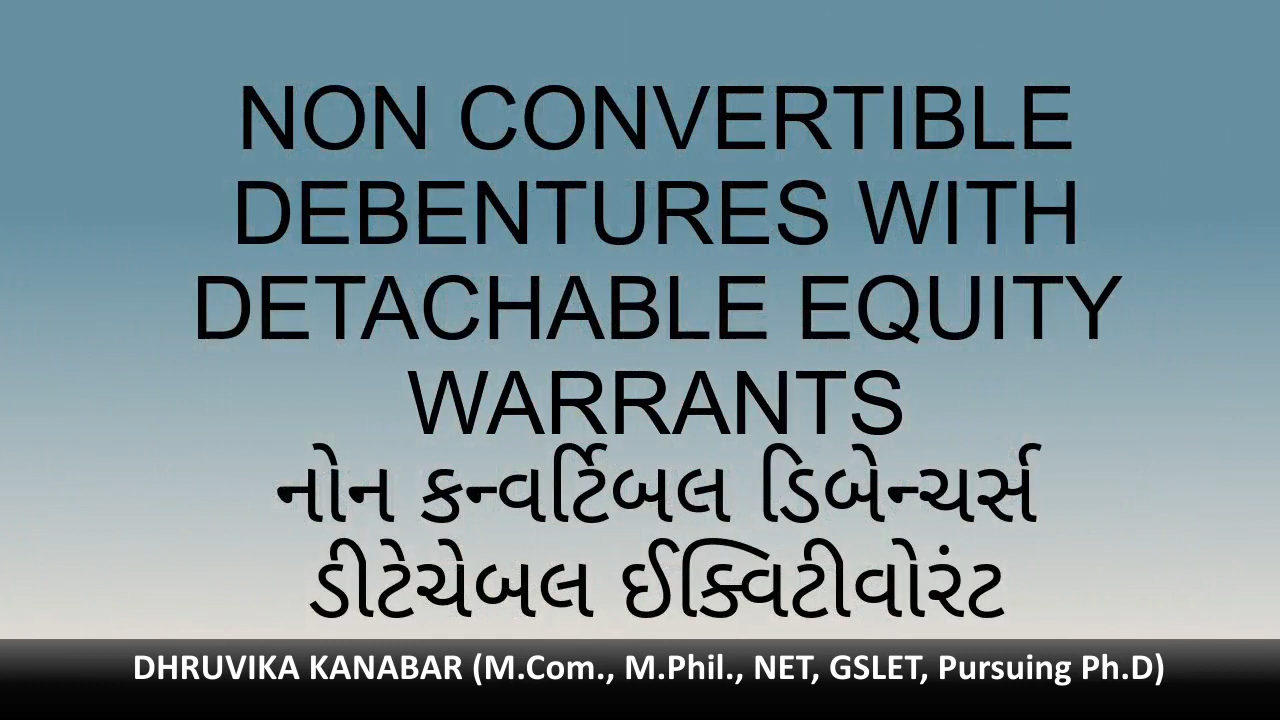 NON CONVERTIBLE
DEBENTURES WITH
DETACHABLE EQUITY
WARRANTS
નોન કન્વર્ટિબલ ડિબેન્ચર્સ
ડીટેચેબલ ઈક્વિટીવોરંટ
DHRUVIKA KANABAR (M.Com., M.Phil., NET, GSLET, Pursuing Ph.D)